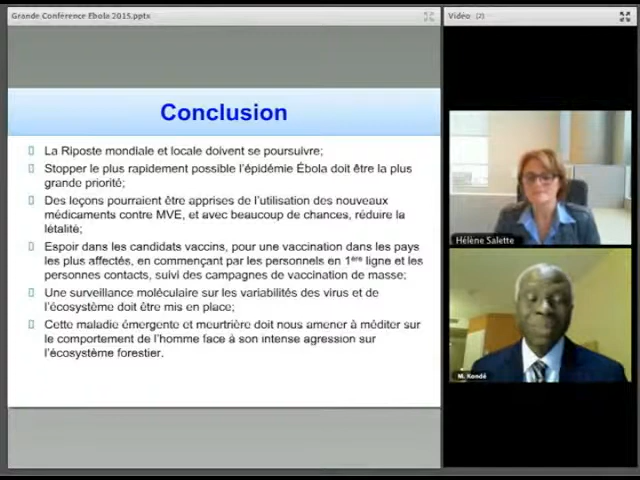 Grande Conférence Ebola 2015.pptx
Vidéo (2)
Conclusion
La Riposte mondiale et locale doivent se poursuivre;
Stopper le plus rapidement possible l'épidémie Ébola doit être la plus
grande priorité;
Des leçons pourraient être apprises de l'utilisation des nouveaux
médicaments contre MVE, et avec beaucoup de chances, réduire la
létalité;
Espoir dans les candidats vaccins, pour une vaccination dans les pays
les plus affectés, en commençant par les personnels en 1ère ligne et les
personnes contacts, suivi des campagnes de vaccination de masse;
Une surveillance moléculaire sur les variabilités des virus et de
l'écosystème doit être mis en place;
Cette maladie émergente et meurtrière doit nous amener à méditer sur
le comportement de l'homme face à son intense agression sur
l'écosystème forestier.
Hélène Salette
M. Kondé